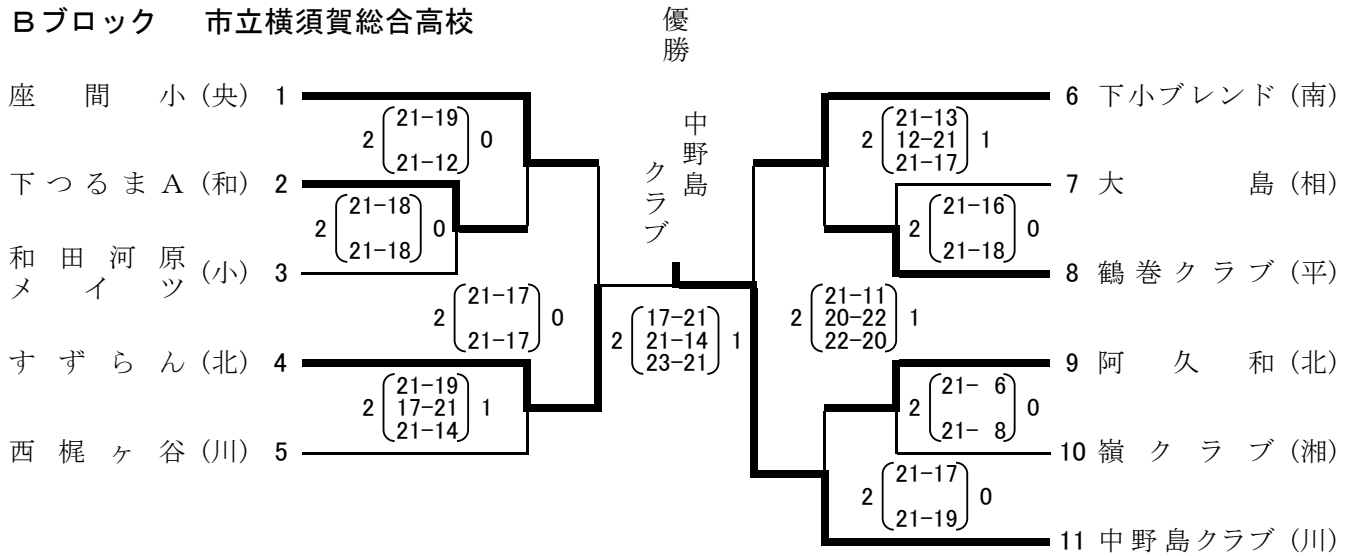 Bブロック 市立横須賀総合高校
優勝
中野島クラブ
座間小(央) 1
2 21-19 21-12 0
下つるまA(和) 2
2 21-18 21-18 0
和田河原メイツ(小) 3
2 21-17 21-17 0
すずらん(北) 4
2 21-19 17-21 21-14 1
西梶ヶ谷(川) 5
2 17-21 21-14 23-21 1
6 下小ブレンド(南)
2 21-13 12-21 21-17 1
7 大島(相)
2 21-16 21-18 0
8 鶴巻クラブ(平)
2 21-11 20-22 22-20 1
9 阿久和(北)
2 21- 6 21- 8 0
10 嶺クラブ(湘)
2 21-17 21-19 0
11 中野島クラブ(川)